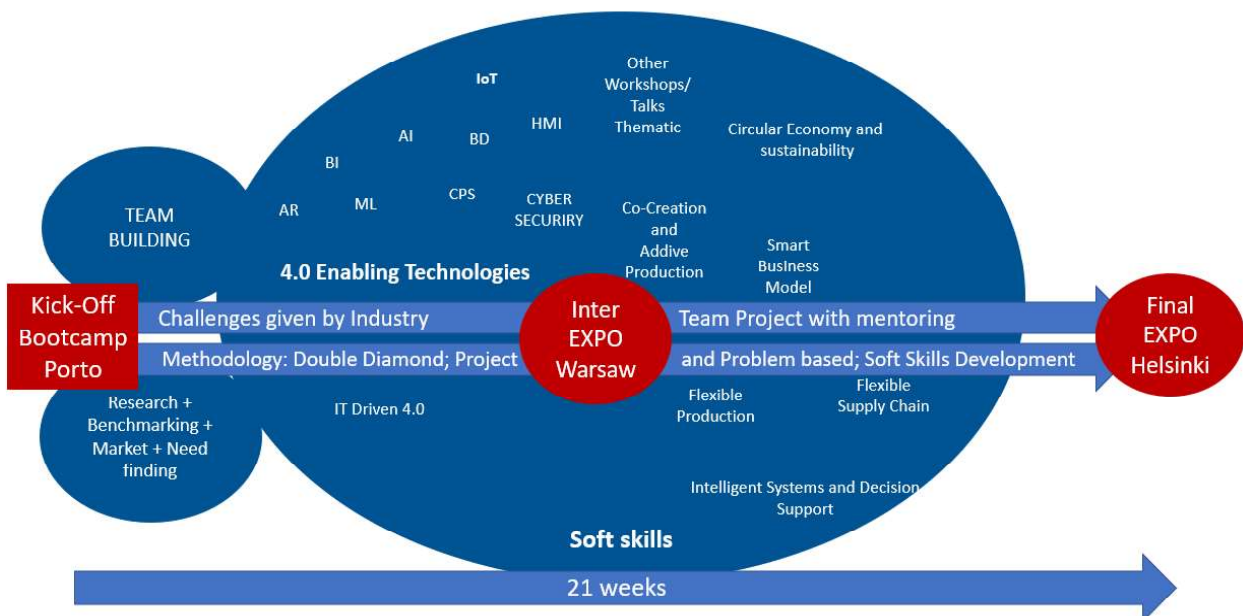 IoT
Other
Workshops/
Talks
Thematic
HMI
AI
BD
Circular Economy and
sustainability
BI
AR
ML
CPS
CYBER
SECURIRY
Co-Creation
and
Addive
Production
TEAM
BUILDING
Smart
Business
Model
4.0 Enabling Technologies
Kick-Off
Bootcamp
Porto
Challenges given by Industry
Inter
EXPO
Warsaw
Team Project with mentoring
Final
EXPO
Helsinki
Methodology: Double Diamond; Project
and Problem based; Soft Skills Development
Research +
Benchmarking +
Market + Need
finding
IT Driven 4.0
Flexible
Production
Flexible
Supply Chain
Intelligent Systems and Decision
Support
Soft skills
21 weeks